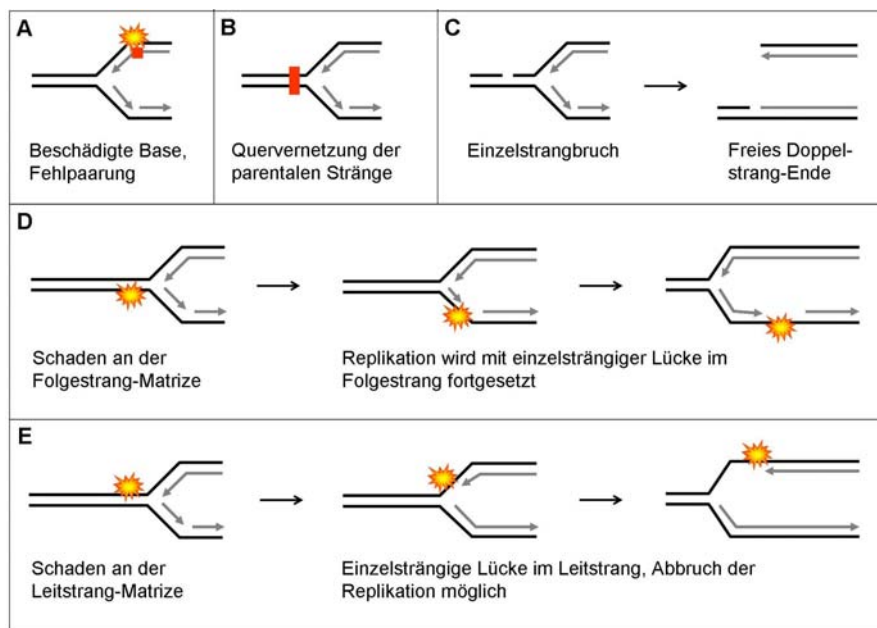 A
Beschädigte Base,
Fehlpaarung
B
Quervernetzung der
parentalen Stränge
C
Einzelstrangbruch
Freies Doppel-
strang-Ende
D
Schaden an der
Folgestrang-Matrize
Replikation wird mit einzelsträngiger Lücke im
Folgestrang fortgesetzt
E
Schaden an der
Leitstrang-Matrize
Einzelsträngige Lücke im Leitstrang, Abbruch der
Replikation möglich